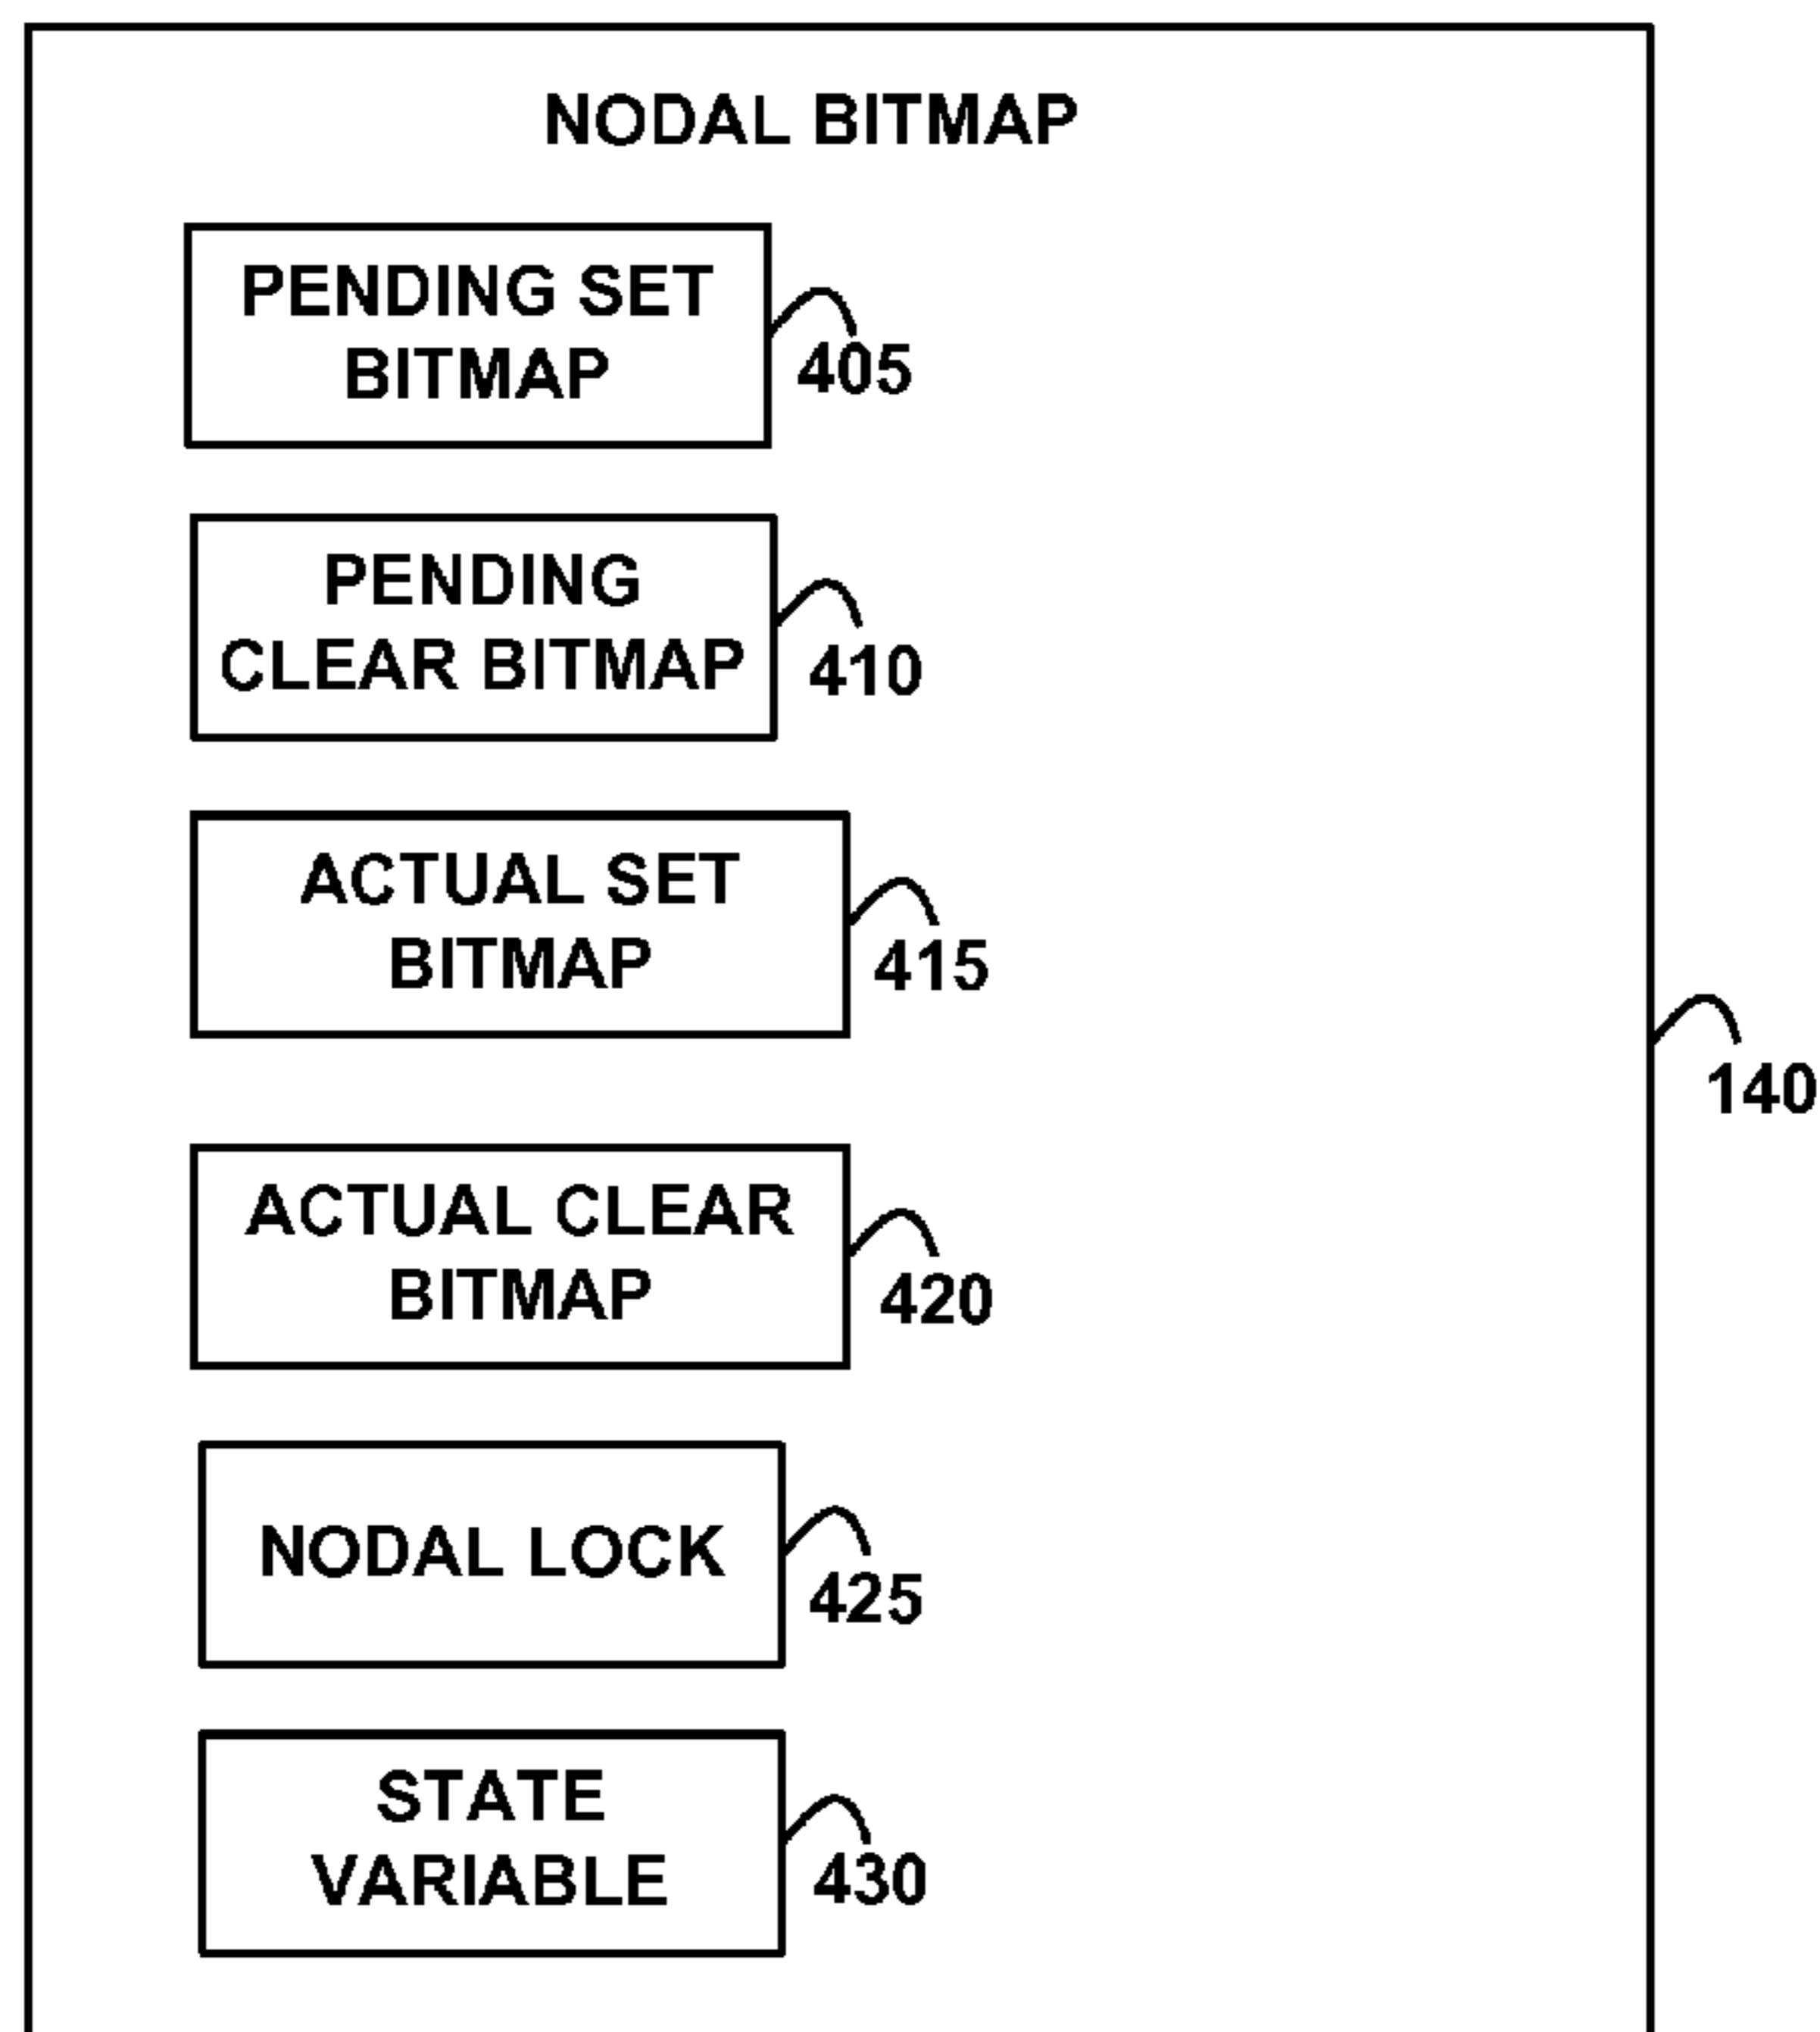 NODAL BITMAP
PENDING SET
BITMAP
405
PENDING
CLEAR BITMAP
410
ACTUAL SET
BITMAP
415
140
ACTUAL CLEAR
BITMAP
420
NODAL LOCK
425
STATE
VARIABLE
430